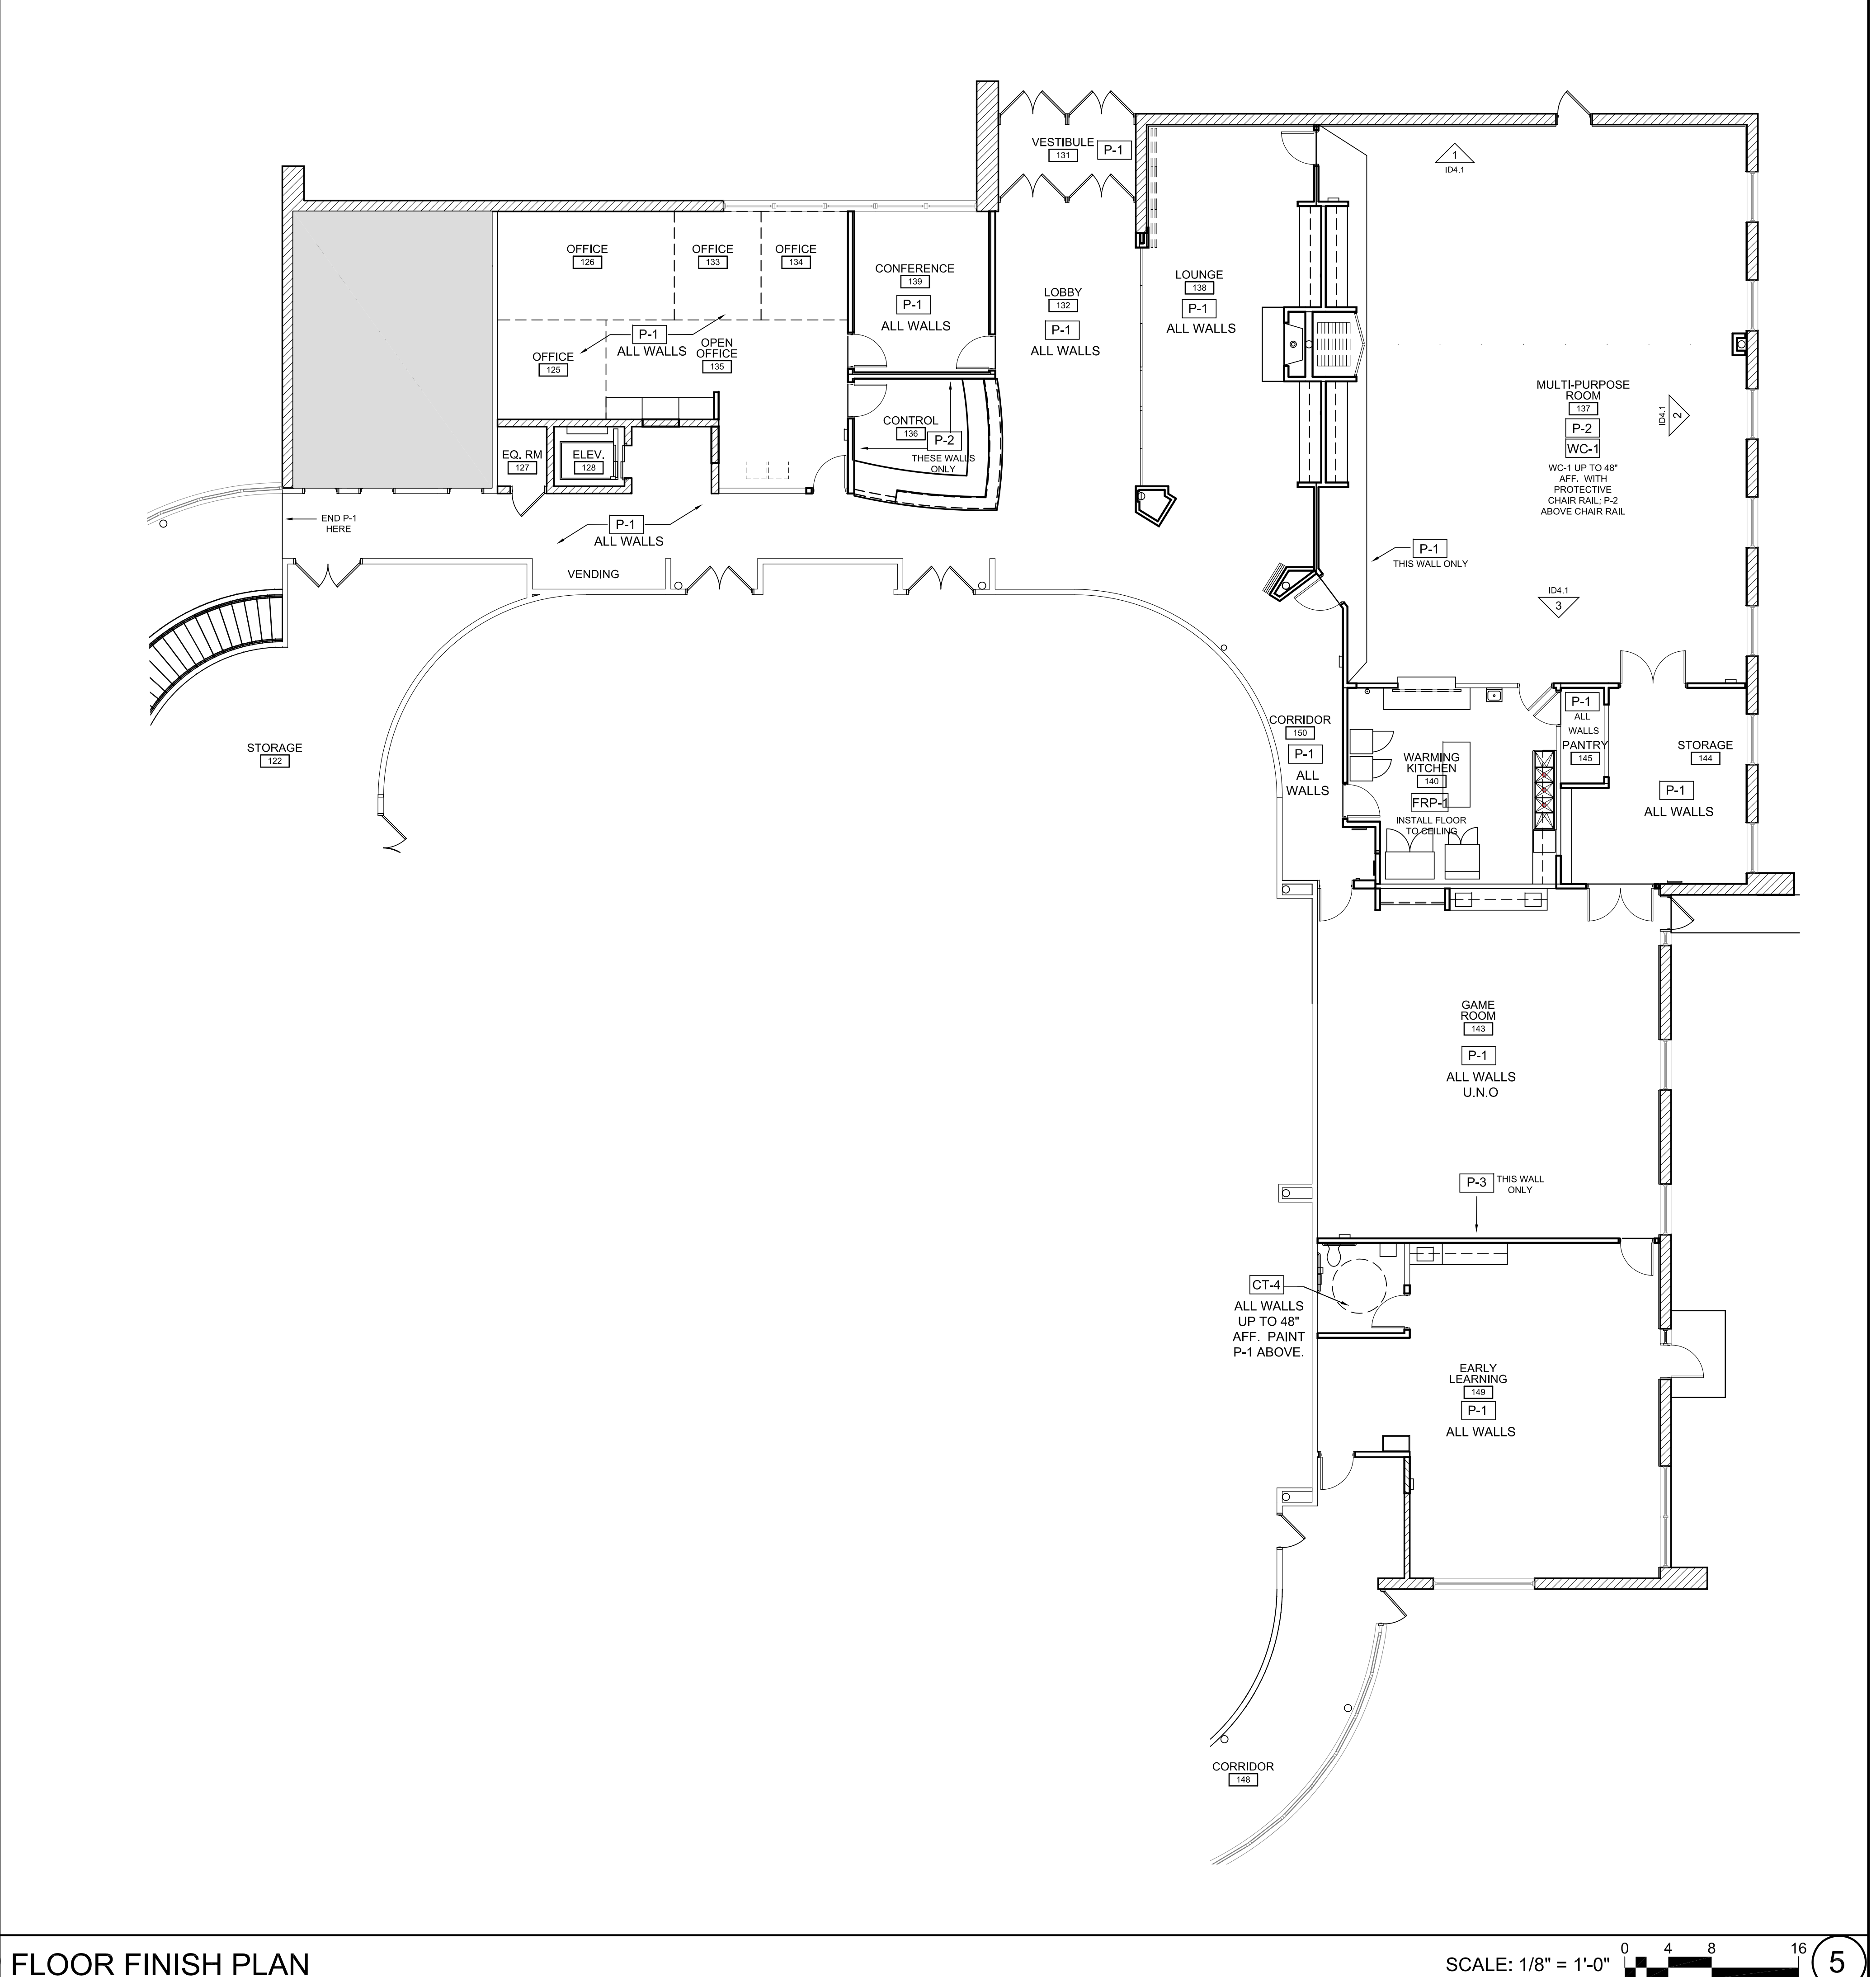 VESTIBULE
131
P-1
1
ID4.1
OFFICE
126
OFFICE
133
OFFICE
134
CONFERENCE
139
P-1
ALL WALLS
LOBBY
132
P-1
ALL WALLS
LOUNGE
138
P-1
ALL WALLS
P-1
ALL WALLS
OFFICE
125
OPEN
OFFICE
135
MULTI-PURPOSE
ROOM
137
P-2
WC-1
WC-1 UP TO 48"
AFF. WITH
PROTECTIVE
CHAIR RAIL; P-2
ABOVE CHAIR RAIL
ID4.1
2
CONTROL
136
P-2
THESE WALLS
ONLY
EQ. RM
127
ELEV.
128
END P-1
HERE
P-1
ALL WALLS
VENDING
P-1
THIS WALL ONLY
ID4.1
3
STORAGE
122
CORRIDOR
150
P-1
ALL
WALLS
WARMING
KITCHEN
140
FRP-1
INSTALL FLOOR
TO CEILING
P-1
ALL
WALLS
PANTRY
145
STORAGE
144
P-1
ALL WALLS
GAME
ROOM
143
P-1
ALL WALLS
U.N.O
P-3
THIS WALL
ONLY
CT-4
ALL WALLS
UP TO 48"
AFF. PAINT
P-1 ABOVE.
EARLY
LEARNING
149
P-1
ALL WALLS
CORRIDOR
148
FLOOR FINISH PLAN
SCALE: 1/8" = 1'-0"
0 4 8 16
5